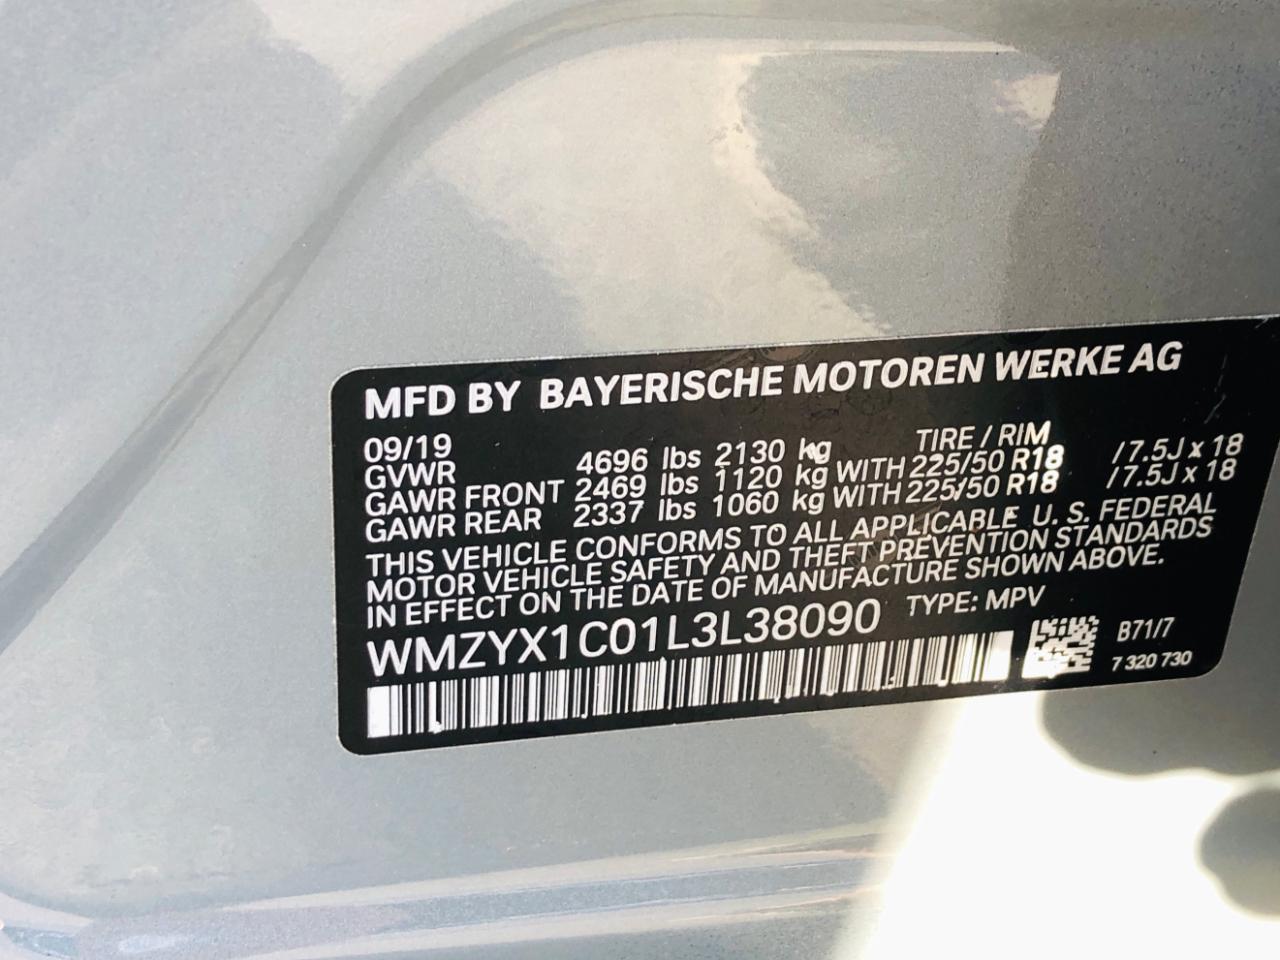 MFD BY BAYERISCHE MOTOREN WERKE AG
09/19 TIRE / RIM
GVWR 4696 lbs 2130 kg
GAWR FRONT 2469 lbs 1120 kg WITH 225/50 R18 /7.5J x 18
GAWR REAR 2337 lbs 1060 kg WITH 225/50 R18 /7.5J x 18
THIS VEHICLE CONFORMS TO ALL APPLICABLE U. S. FEDERAL
MOTOR VEHICLE SAFETY AND THEFT PREVENTION STANDARDS
IN EFFECT ON THE DATE OF MANUFACTURE SHOWN ABOVE.
WMZYX1C01L3L38090 TYPE: MPV
B71/7
7 320 730